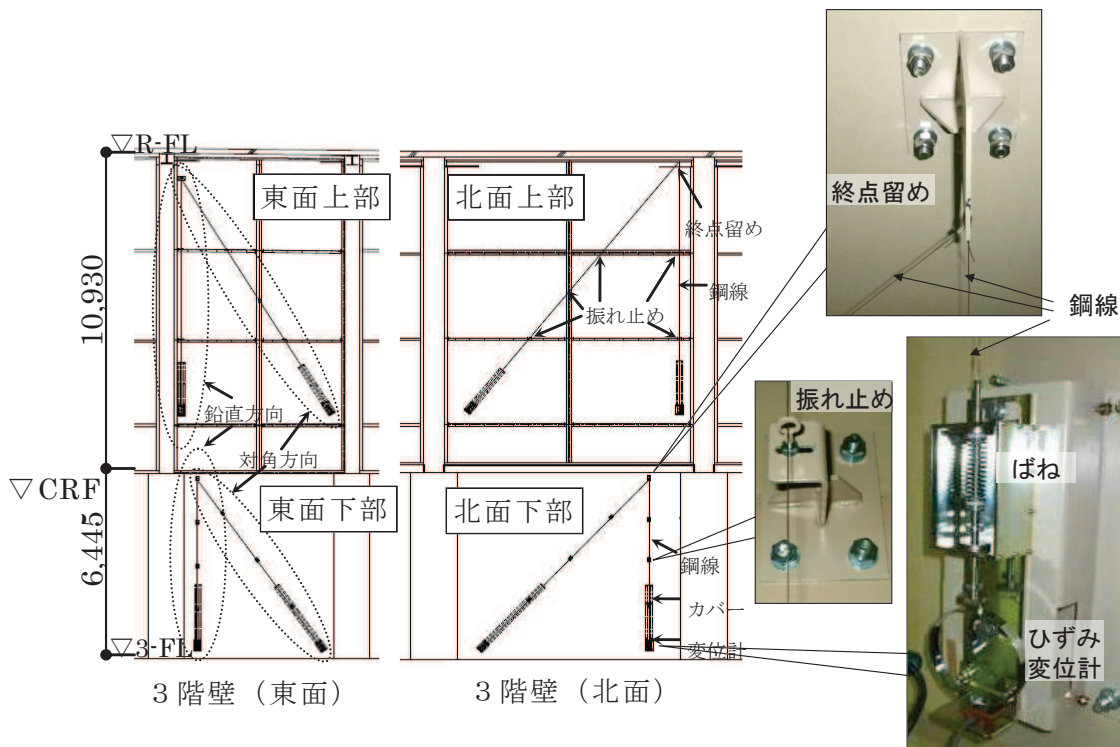 ▽R-FL
10,930
▽CRF
6,445
▽3-FL
東面上部
鉛直方向
対角方向
東面下部
3階壁(東面)
北面上部
終点留め
鋼線
振れ止め
北面下部
鋼線
カバー
変位計
3階壁(北面)
終点留め
鋼線
振れ止め
ばね
ひずみ
変位計